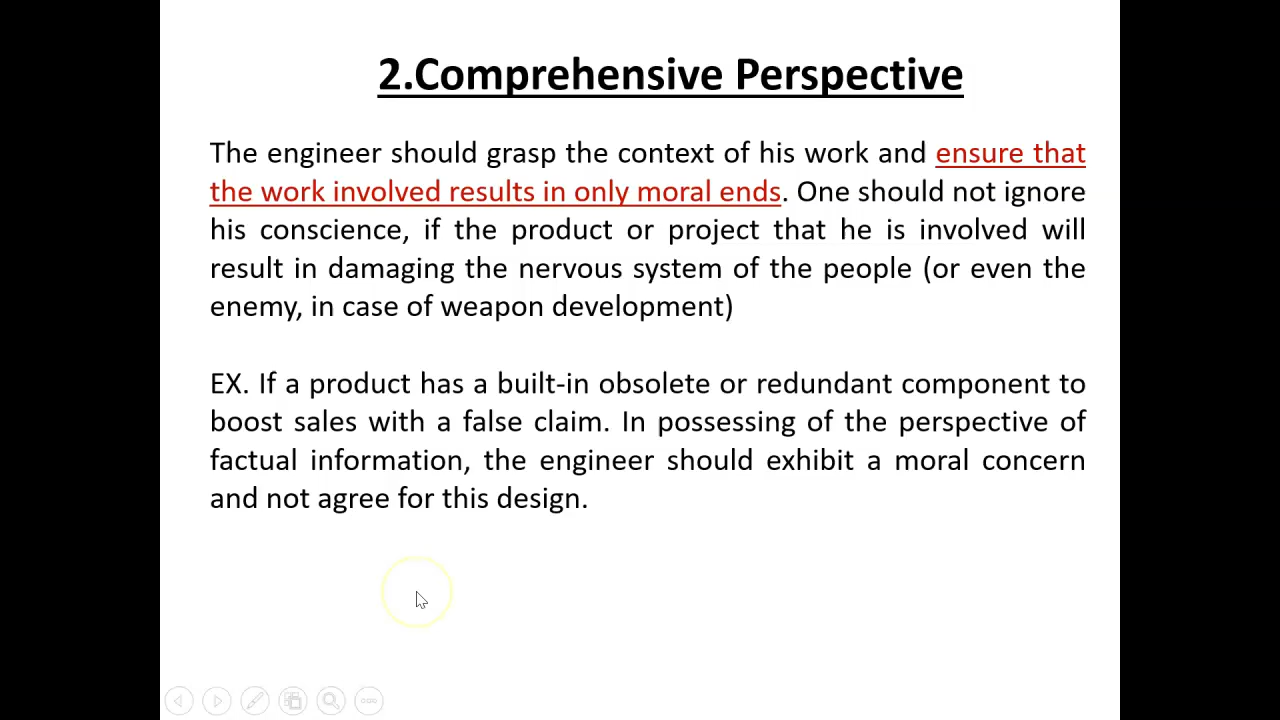 2.Comprehensive Perspective
The engineer should grasp the context of his work and ensure that
the work involved results in only moral ends. One should not ignore
his conscience, if the product or project that he is involved will
result in damaging the nervous system of the people (or even the
enemy, in case of weapon development)
EX. If a product has a built-in obsolete or redundant component to
boost sales with a false claim. In possessing of the perspective of
factual information, the engineer should exhibit a moral concern
and not agree for this design.